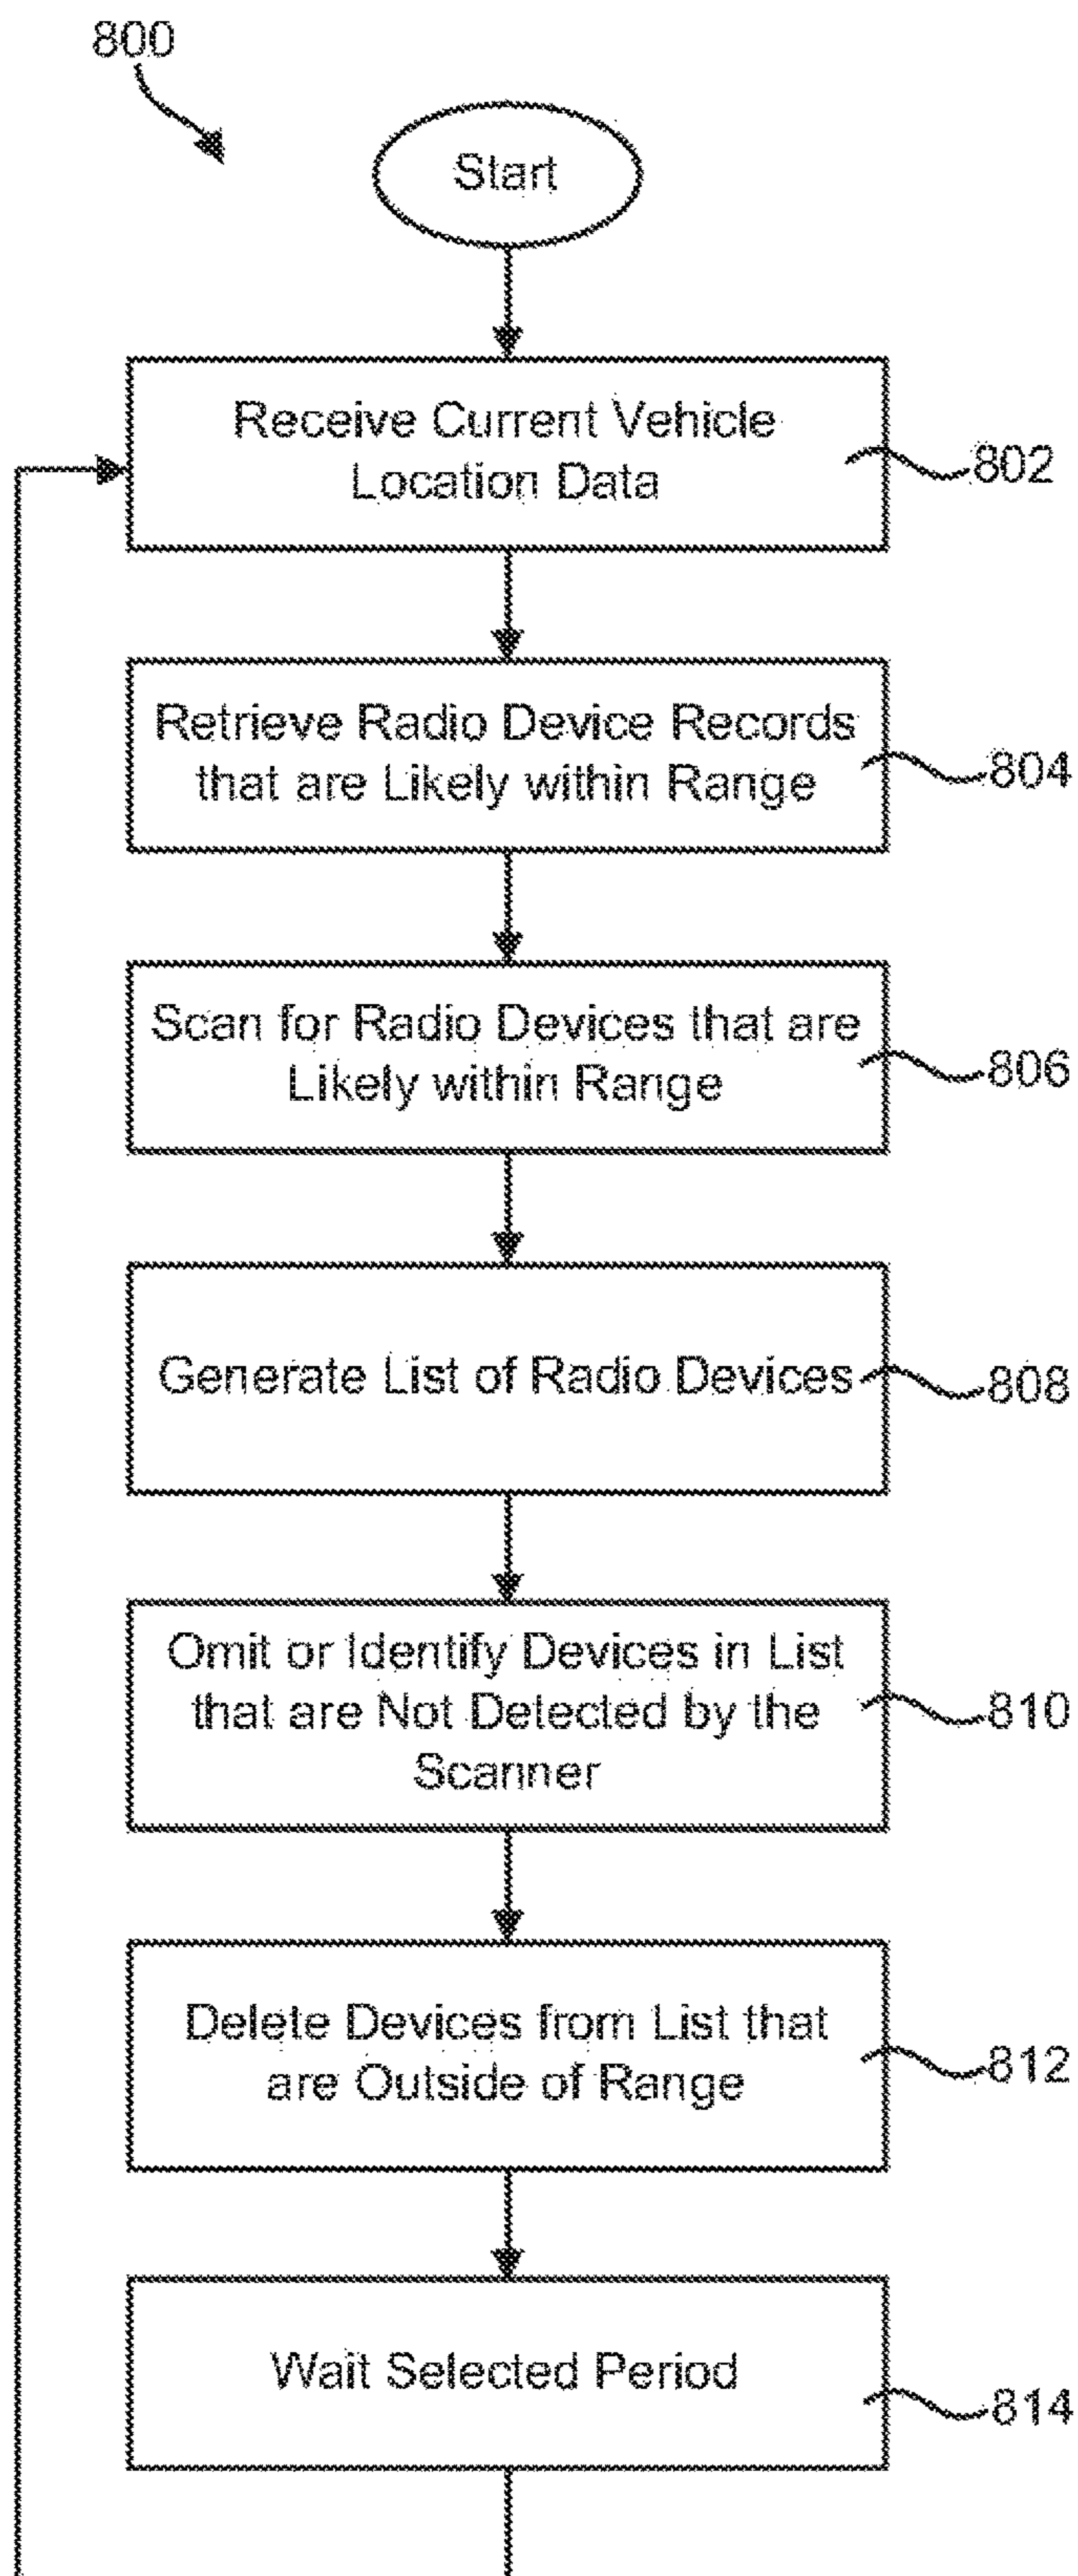 800
Start
Receive Current Vehicle
Location Data
802
Retrieve Radio Device Records
that are Likely within Range
804
Scan for Radio Devices that are
Likely within Range
806
Generate List of Radio Devices
808
Omit or Identify Devices in List
that are Not Detected by the
Scanner
810
Delete Devices from List that
are Outside of Range
812
Wait Selected Period
814